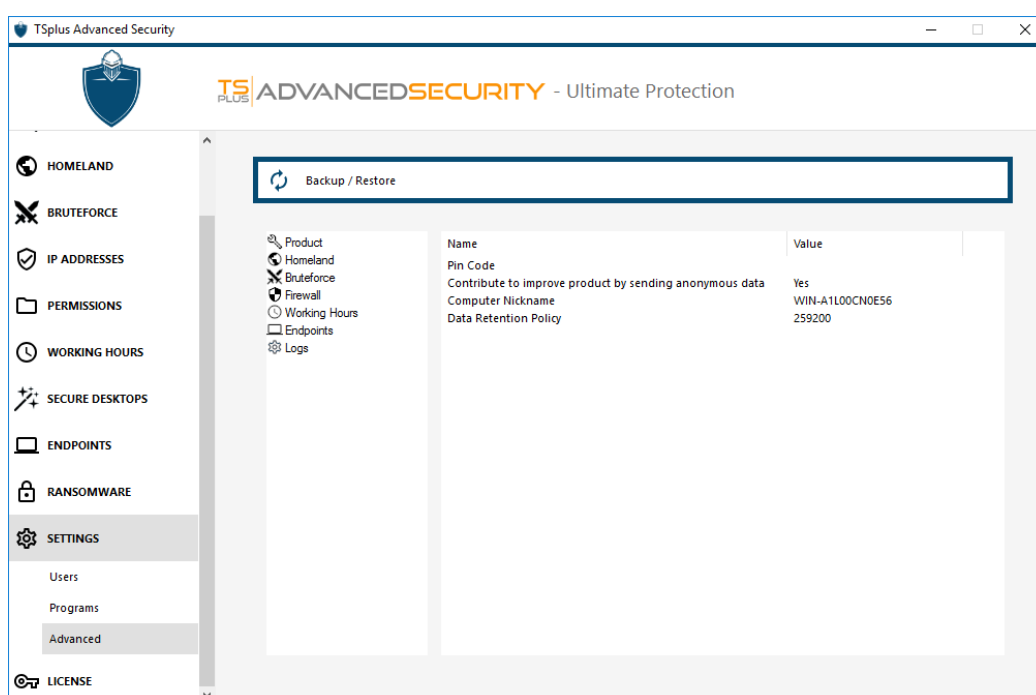 TSplus Advanced Security
TS PLUS ADVANCEDSECURITY - Ultimate Protection
HOMELAND
BRUTEFORCE
IP ADDRESSES
PERMISSIONS
WORKING HOURS
SECURE DESKTOPS
ENDPOINTS
RANSOMWARE
SETTINGS
Users
Programs
Advanced
LICENSE
Backup / Restore
Product
Homeland
Bruteforce
Firewall
Working Hours
Endpoints
Logs
Name Value
Pin Code
Contribute to improve product by sending anonymous data Yes
Computer Nickname WIN-A1L00CN0E56
Data Retention Policy 259200